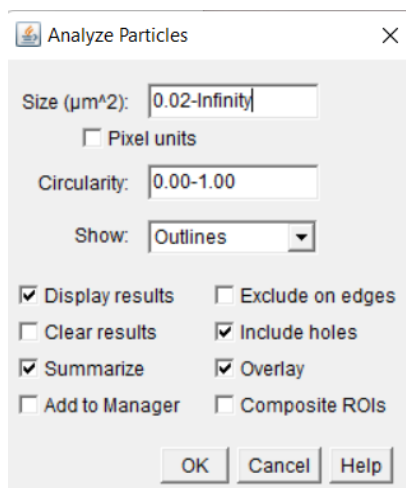 Analyze Particles
Size (µm^2): 0.02-Infinity
Pixel units
Circularity: 0.00-1.00
Show: Outlines
Display results Exclude on edges
Clear results Include holes
Summarize Overlay
Add to Manager Composite ROIs
OK Cancel Help